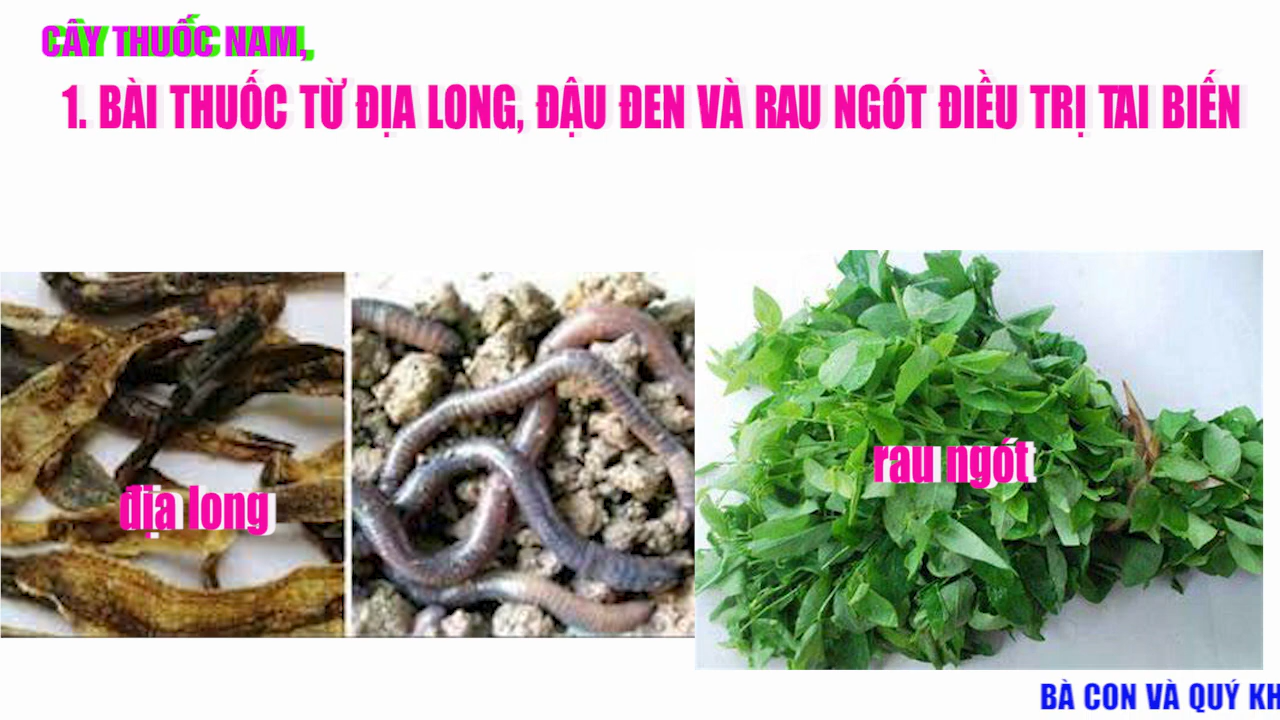 CÂY THUỐC NAM,
1. BÀI THUỐC TỪ ĐỊA LONG, ĐẬU ĐEN VÀ RAU NGÓT ĐIỀU TRỊ TAI BIẾN
rau ngót
địa long
BÀ CON VÀ QUÝ KH